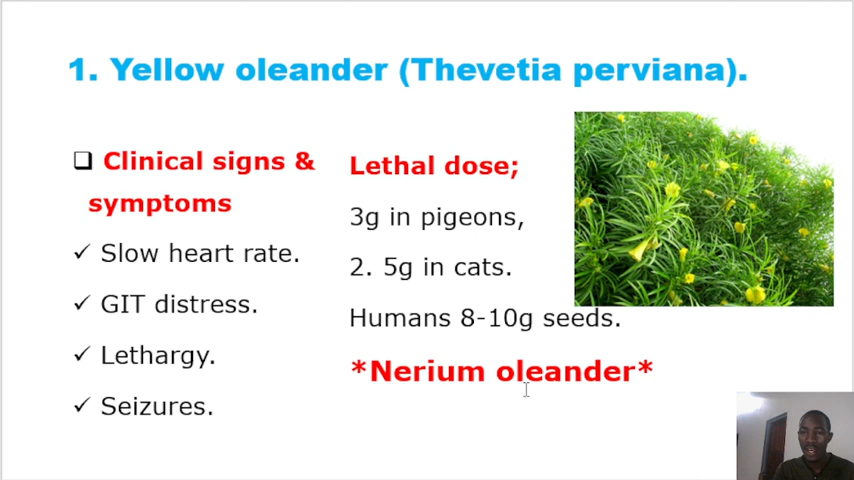 1. Yellow oleander (Thevetia perviana).
❑ Clinical signs &
symptoms
✓ Slow heart rate.
✓ GIT distress.
✓ Lethargy.
✓ Seizures.
Lethal dose;
3g in pigeons,
2. 5g in cats.
Humans 8-10g seeds.
*Nerium oleander*